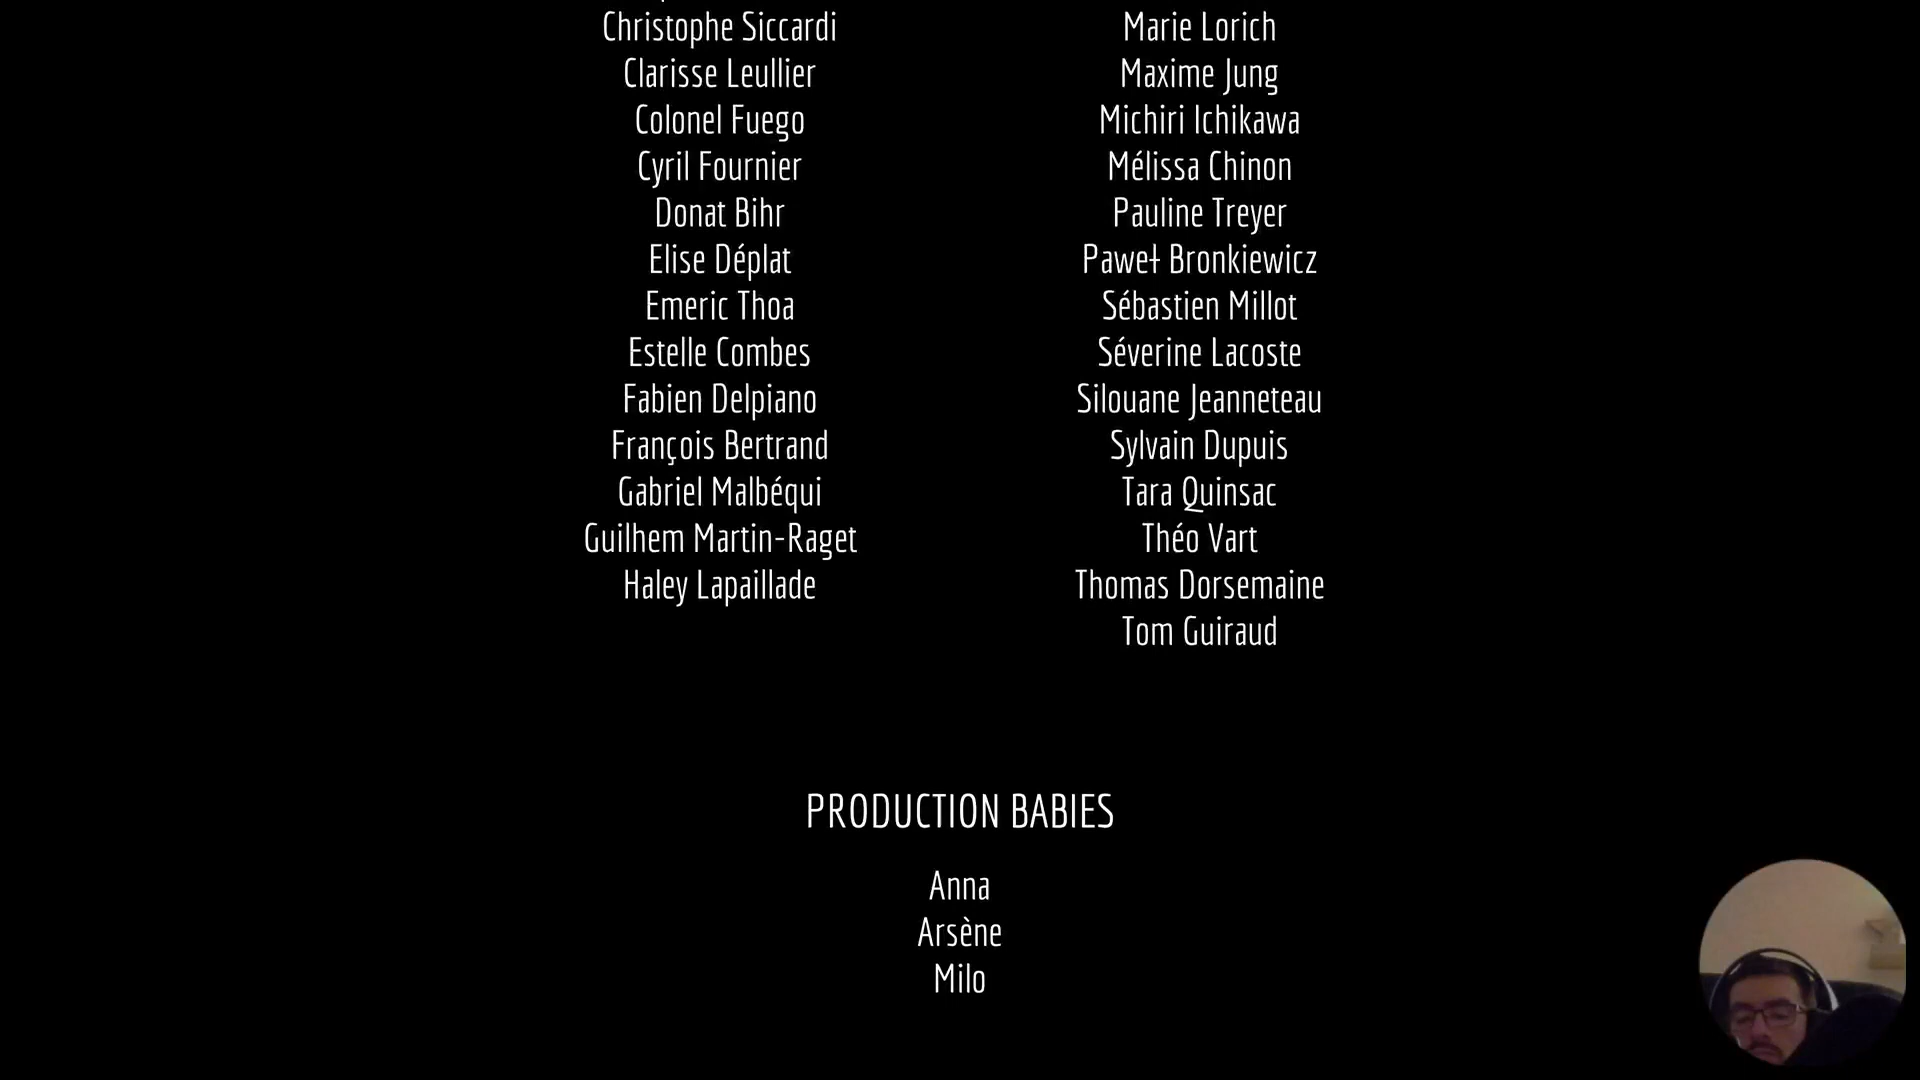 Christophe Siccardi
Clarisse Leullier
Colonel Fuego
Cyril Fournier
Donat Bihr
Elise Déplat
Emeric Thoa
Estelle Combes
Fabien Delpiano
François Bertrand
Gabriel Malbéqui
Guilhem Martin-Raget
Haley Lapaillade
Marie Lorich
Maxime Jung
Michiri Ichikawa
Mélissa Chinon
Pauline Treyer
Paweł Bronkiewicz
Sébastien Millot
Séverine Lacoste
Silouane Jeanneteau
Sylvain Dupuis
Tara Quinsac
Théo Vart
Thomas Dorsemaine
Tom Guiraud
PRODUCTION BABIES
Anna
Arsène
Milo